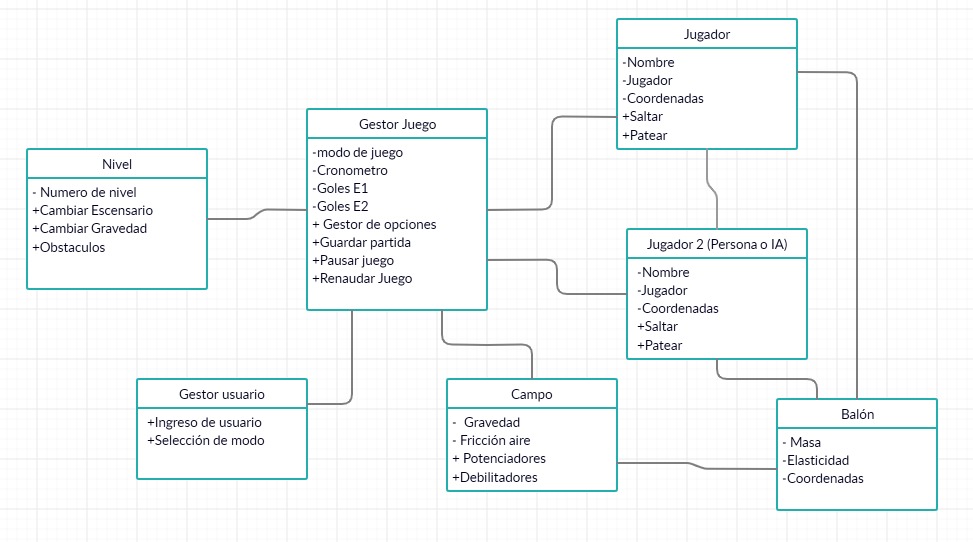 Jugador
-Nombre
-Jugador
-Coordenadas
+Saltar
+Patear
Gestor Juego
-modo de juego
-Cronometro
-Goles E1
-Goles E2
+ Gestor de opciones
+Guardar partida
+Pausar juego
+Renaudar Juego
Nivel
- Numero de nivel
+Cambiar Escensario
+Cambiar Gravedad
+Obstaculos
Jugador 2 (Persona o IA)
-Nombre
-Jugador
-Coordenadas
+Saltar
+Patear
Gestor usuario
+Ingreso de usuario
+Selección de modo
Campo
- Gravedad
- Fricción aire
+ Potenciadores
+Debilitadores
Balón
- Masa
-Elasticidad
-Coordenadas